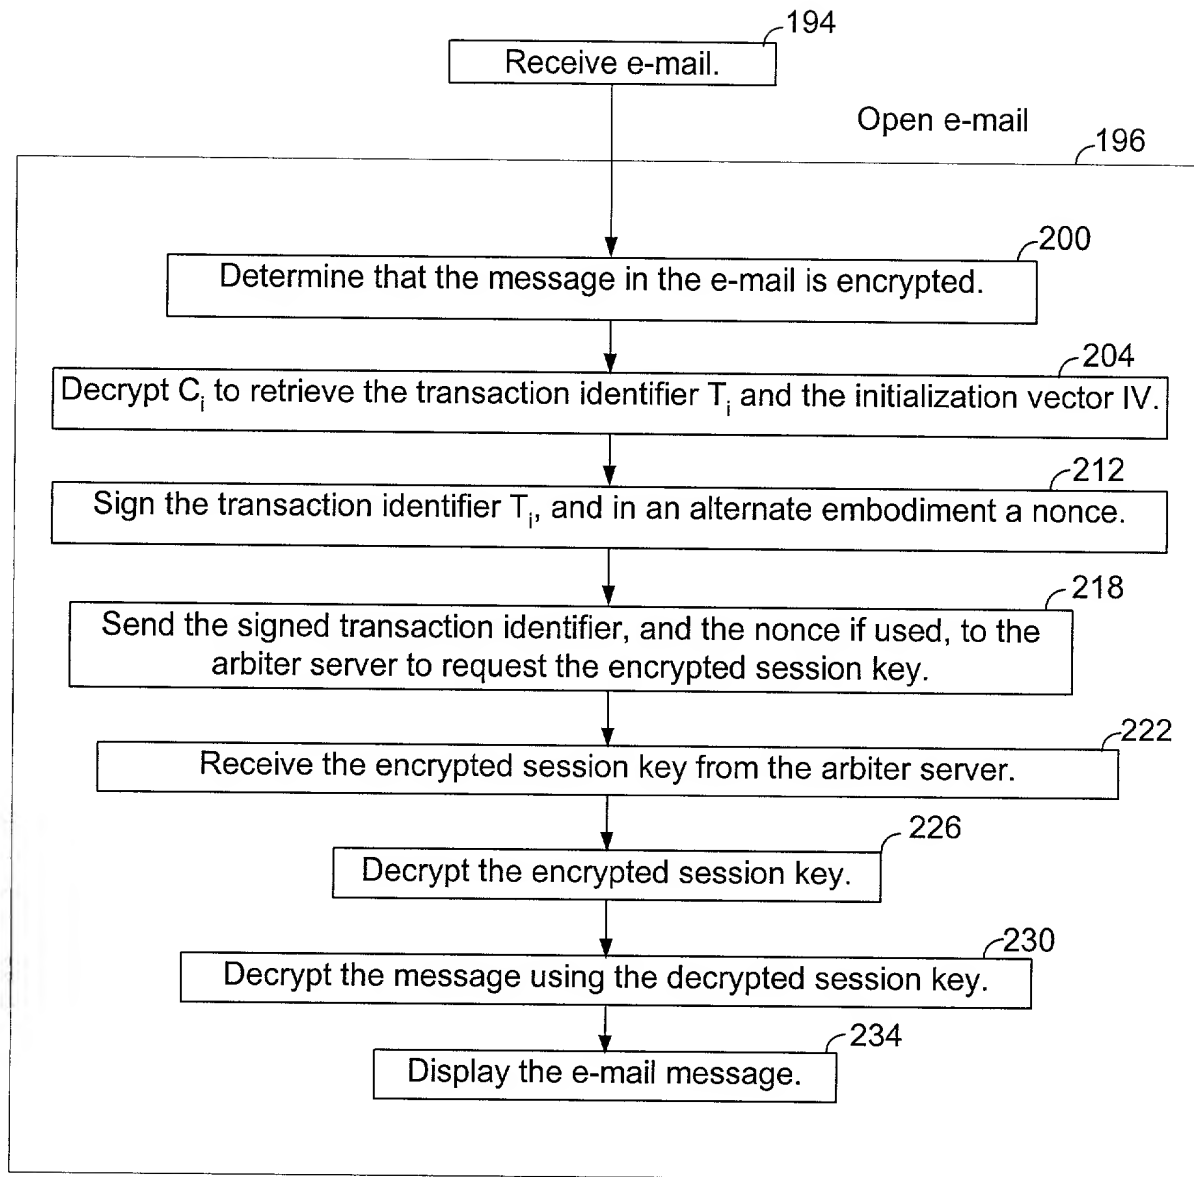 194
Receive e-mail.
Open e-mail
196
200
Determine that the message in the e-mail is encrypted.
204
Decrypt Ci to retrieve the transaction identifier Ti and the initialization vector IV.
212
Sign the transaction identifier Ti, and in an alternate embodiment a nonce.
218
Send the signed transaction identifier, and the nonce if used, to the
arbiter server to request the encrypted session key.
222
Receive the encrypted session key from the arbiter server.
226
Decrypt the encrypted session key.
230
Decrypt the message using the decrypted session key.
234
Display the e-mail message.